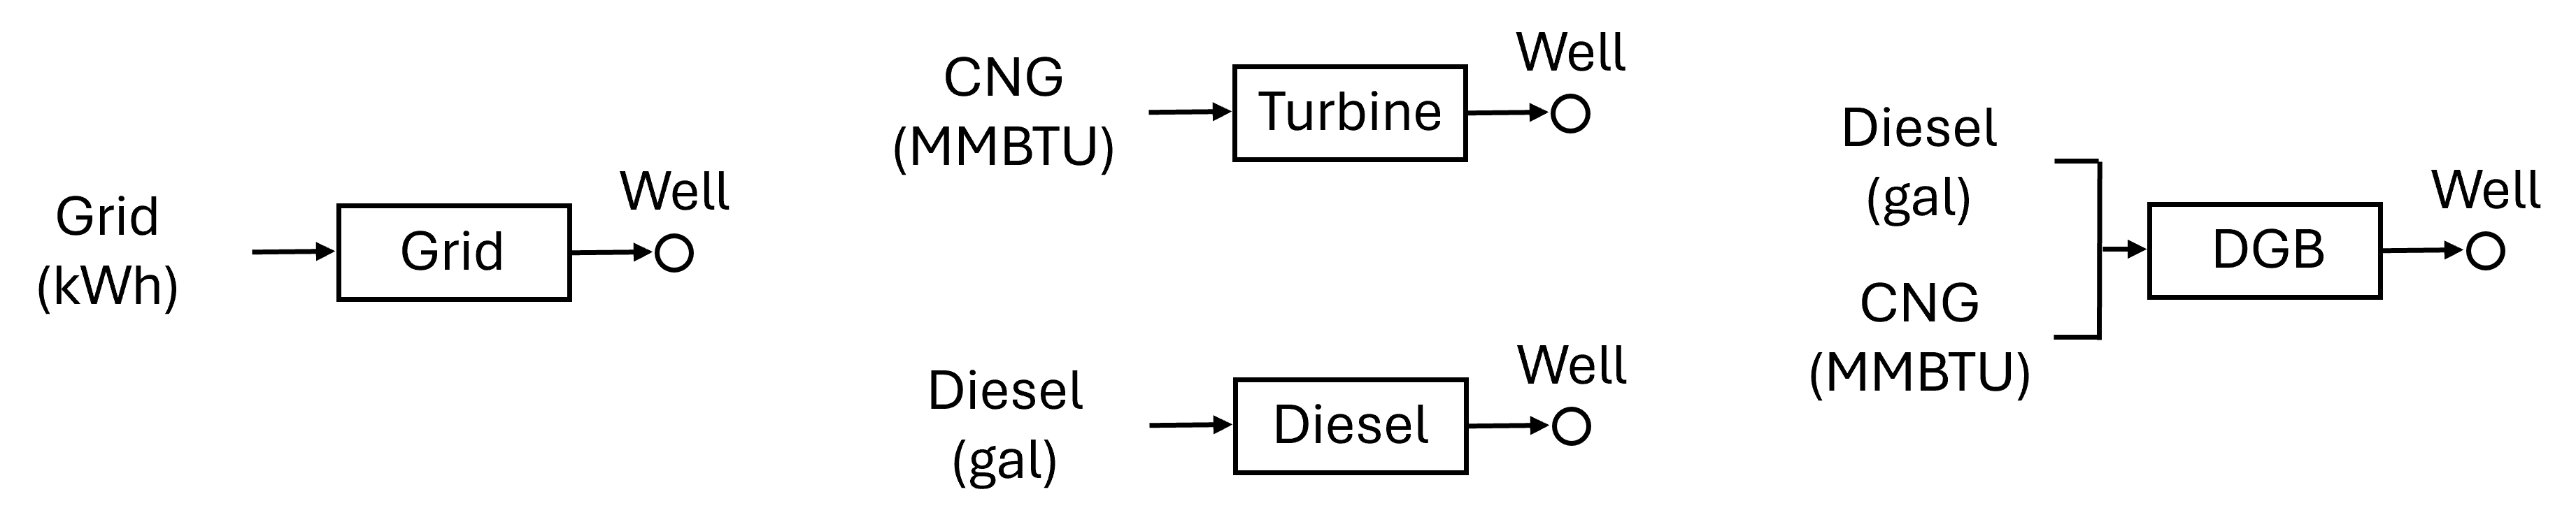 Grid
(kWh)
Grid
Well
CNG
(MMBTU)
Turbine
Well
Diesel
(gal)
Diesel
Well
Diesel
(gal)
CNG
(MMBTU)
DGB
Well